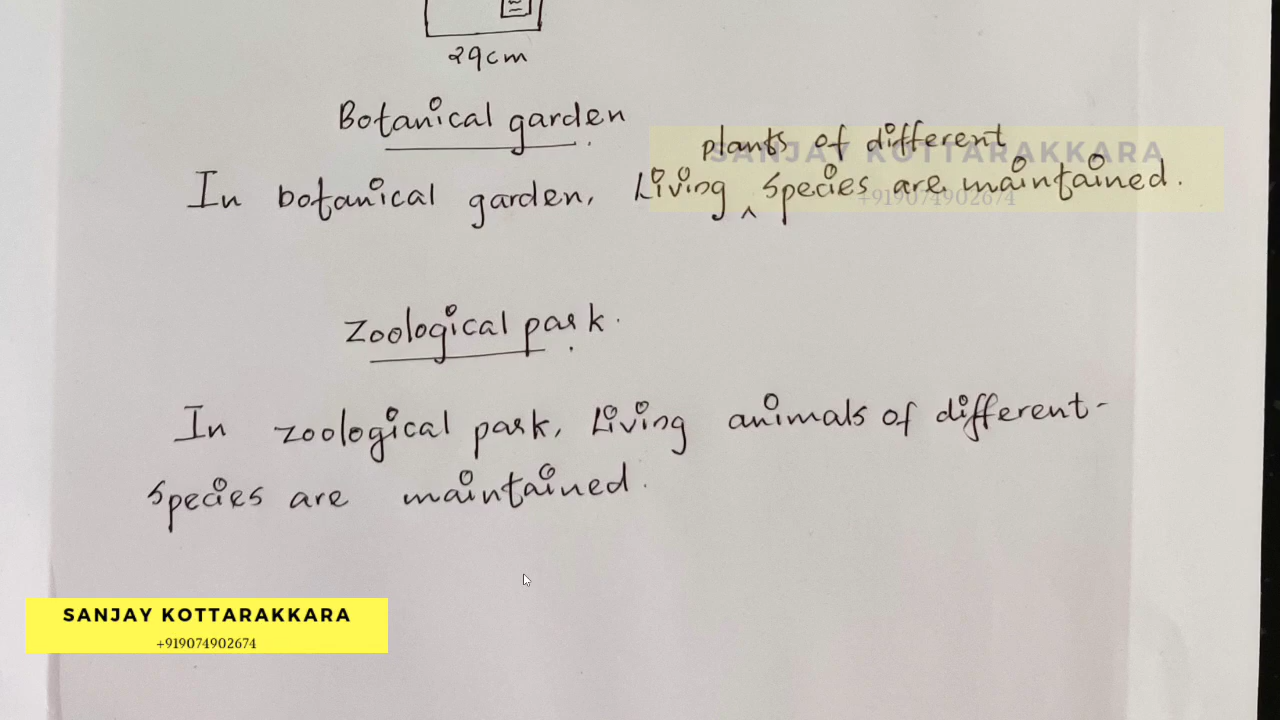 29cm
Botanical garden
plants of different
In botanical garden, Living ^ species are maintained.
SANJAY KOTTARAKKARA
+919074902674
Zoological park.
In zoological park, Living animals of different
species are maintained.
SANJAY KOTTARAKKARA
+919074902674